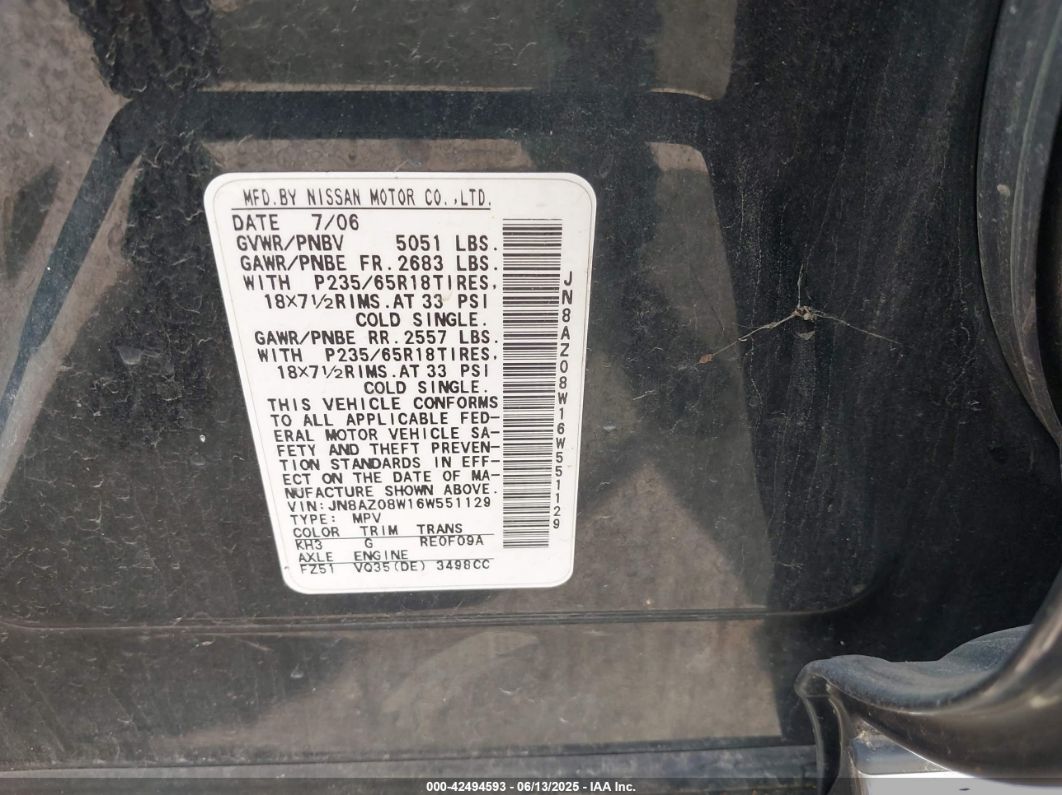 MFD.BY NISSAN MOTOR CO.,LTD.
DATE 7/06
GVWR/PNBV 5051 LBS.
GAWR/PNBE FR.2683 LBS.
WITH P235/65R18TIRES.
18×7½RIMS.AT 33 PSI
COLD SINGLE.
GAWR/PNBE RR.2557 LBS.
WITH P235/65R18TIRES.
18×7½RIMS.AT 33 PSI
COLD SINGLE.
THIS VEHICLE CONFORMS
TO ALL APPLICABLE FED-
ERAL MOTOR VEHICLE SA-
FETY AND THEFT PREVEN-
TION STANDARDS IN EFF-
ECT ON THE DATE OF MA-
NUFACTURE SHOWN ABOVE.
VIN:JN8AZ08W16W551129
TYPE: MPV
COLOR TRIM TRANS
KH3 G RE0F09A
AXLE ENGINE
FZ51 VQ35(DE) 3498CC
JN8AZ08W16W551129
000-42494593 - 06/13/2025 - IAA Inc.